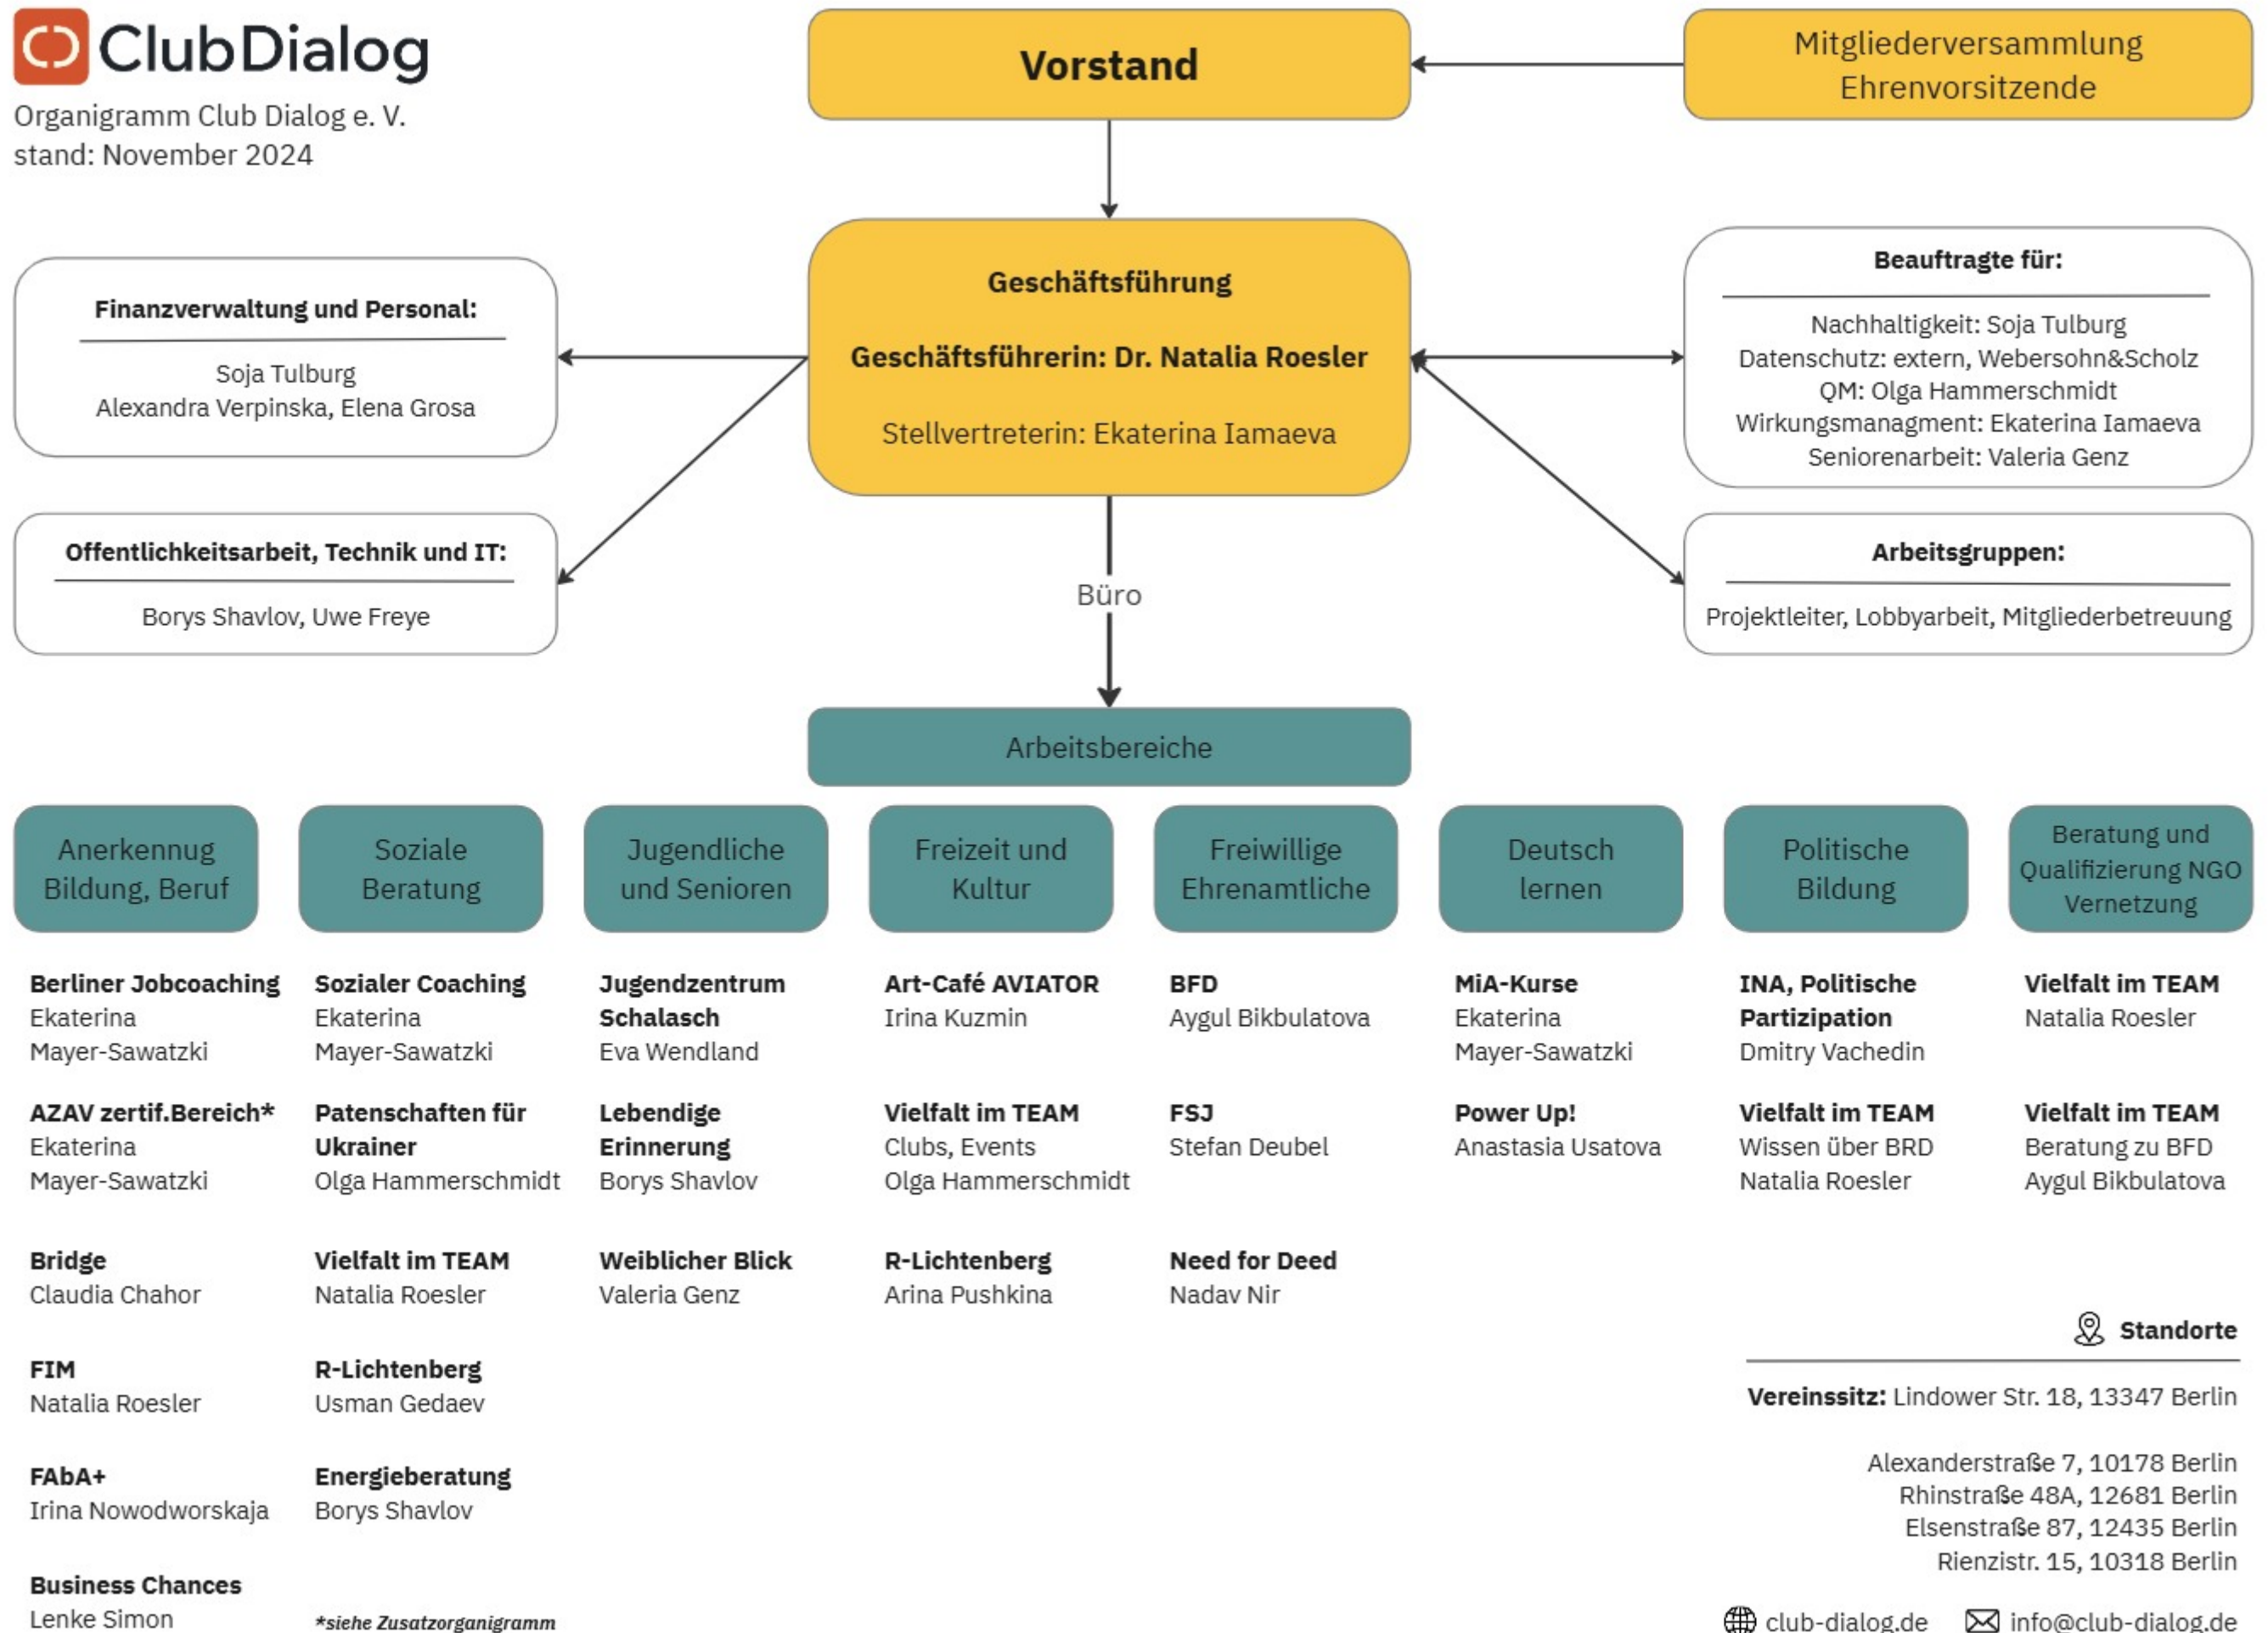 ClubDialog
Organigramm Club Dialog e. V.
stand: November 2024
Vorstand
Mitgliederversammlung
Ehrenvorsitzende
Geschäftsführung
Geschäftsführerin: Dr. Natalia Roesler
Stellvertreterin: Ekaterina Iamaeva
Finanzverwaltung und Personal:
Soja Tulburg
Alexandra Verpinska, Elena Grosa
Offentlichkeitsarbeit, Technik und IT:
Borys Shavlov, Uwe Freye
Beauftragte für:
Nachhaltigkeit: Soja Tulburg
Datenschutz: extern, Webersohn&Scholz
QM: Olga Hammerschmidt
Wirkungsmanagment: Ekaterina Iamaeva
Seniorenarbeit: Valeria Genz
Arbeitsgruppen:
Projektleiter, Lobbyarbeit, Mitgliederbetreuung
Büro
Arbeitsbereiche
Anerkennug
Bildung, Beruf
Berliner Jobcoaching
Ekaterina
Mayer-Sawatzki
AZAV zertif.Bereich*
Ekaterina
Mayer-Sawatzki
Bridge
Claudia Chahor
FIM
Natalia Roesler
FAbA+
Irina Nowodworskaja
Business Chances
Lenke Simon
Soziale
Beratung
Sozialer Coaching
Ekaterina
Mayer-Sawatzki
Patenschaften für
Ukrainer
Olga Hammerschmidt
Vielfalt im TEAM
Natalia Roesler
R-Lichtenberg
Usman Gedaev
Energieberatung
Borys Shavlov
*siehe Zusatzorganigramm
Jugendliche
und Senioren
Jugendzentrum
Schalasch
Eva Wendland
Lebendige
Erinnerung
Borys Shavlov
Weiblicher Blick
Valeria Genz
Freizeit und
Kultur
Art-Café AVIATOR
Irina Kuzmin
Vielfalt im TEAM
Clubs, Events
Olga Hammerschmidt
R-Lichtenberg
Arina Pushkina
Freiwillige
Ehrenamtliche
BFD
Aygul Bikbulatova
FSJ
Stefan Deubel
Need for Deed
Nadav Nir
Deutsch
lernen
MiA-Kurse
Ekaterina
Mayer-Sawatzki
Power Up!
Anastasia Usatova
Politische
Bildung
INA, Politische
Partizipation
Dmitry Vachedin
Vielfalt im TEAM
Wissen über BRD
Natalia Roesler
Beratung und
Qualifizierung NGO
Vernetzung
Vielfalt im TEAM
Natalia Roesler
Vielfalt im TEAM
Beratung zu BFD
Aygul Bikbulatova
Standorte
Vereinssitz: Lindower Str. 18, 13347 Berlin
Alexanderstraße 7, 10178 Berlin
Rhinstraße 48A, 12681 Berlin
Elsenstraße 87, 12435 Berlin
Rienzistr. 15, 10318 Berlin
club-dialog.de
info@club-dialog.de